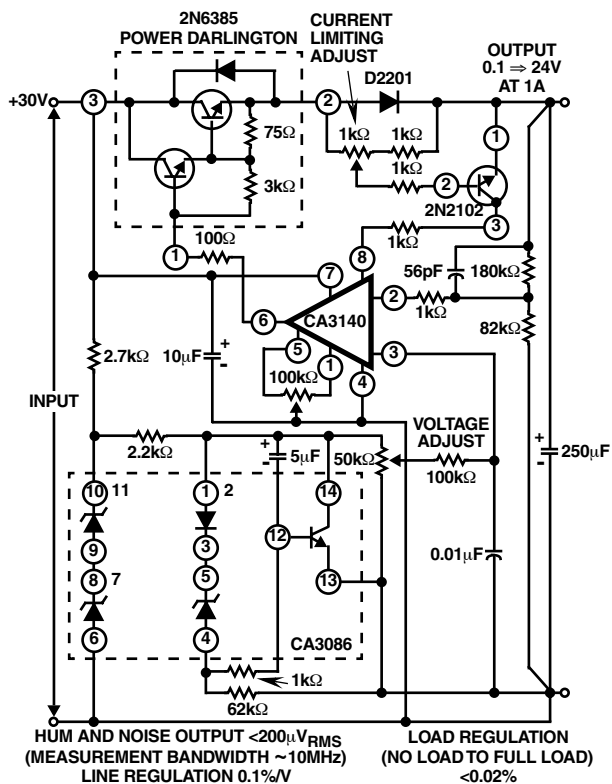 2N6385
POWER DARLINGTON
CURRENT
LIMITING
ADJUST
OUTPUT
0.1 ⇒ 24V
AT 1A
D2201
+30V
3
2
1
75Ω
1kΩ
1kΩ
1kΩ
3kΩ
2
2N2102
3
1
100Ω
8
1kΩ
56pF
180kΩ
7
6
CA3140
2
1kΩ
82kΩ
5
1
3
4
2.7kΩ
10μF
+
-
100kΩ
INPUT
VOLTAGE
ADJUST
2.2kΩ
+
-
5μF
50kΩ
100kΩ
+
-
250μF
10
11
1
2
14
9
3
12
8
7
5
13
0.01μF
6
4
CA3086
1kΩ
62kΩ
HUM AND NOISE OUTPUT <200μVRMS
(MEASUREMENT BANDWIDTH ~10MHz)
LINE REGULATION 0.1%/V
LOAD REGULATION
(NO LOAD TO FULL LOAD)
<0.02%